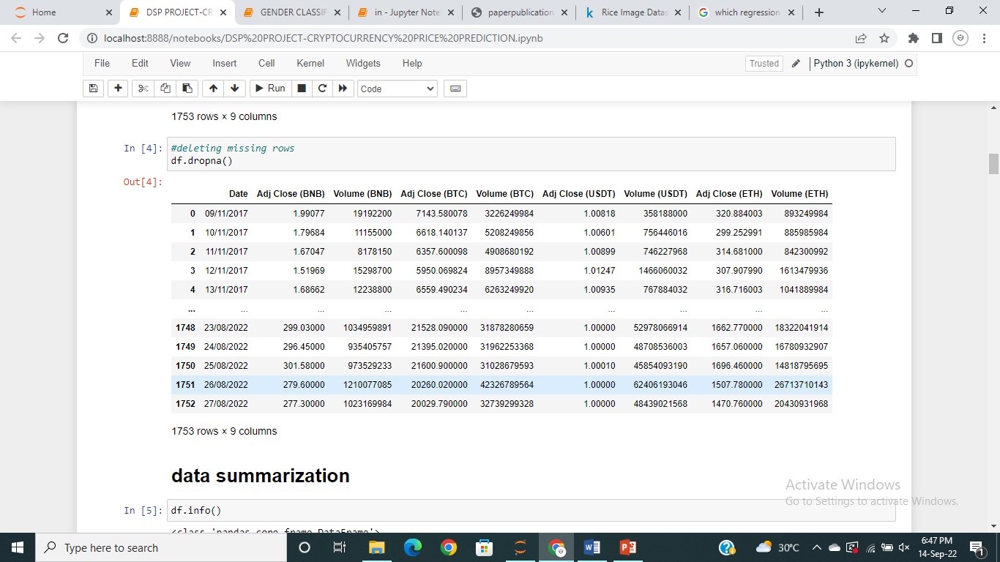 Home
DSP PROJECT-CR
GENDER CLASSIF
in - Jupyter Note
paperpublication
Rice Image Datas
which regression
localhost:8888/notebooks/DSP%20PROJECT-CRYPTOCURRENCY%20PRICE%20PREDICTION.ipynb
File Edit View Insert Cell Kernel Widgets Help Trusted Python 3 (ipykernel)
Run Code
1753 rows × 9 columns
In [4]: #deleting missing rows
df.dropna()
Out[4]:
Date Adj Close (BNB) Volume (BNB) Adj Close (BTC) Volume (BTC) Adj Close (USDT) Volume (USDT) Adj Close (ETH) Volume (ETH)
0 09/11/2017 1.99077 19192200 7143.580078 3226249984 1.00818 358188000 320.884003 893249984
1 10/11/2017 1.79684 11155000 6618.140137 5208249856 1.00601 756446016 299.252991 885985984
2 11/11/2017 1.67047 8178150 6357.600098 4908680192 1.00899 746227968 314.681000 842300992
3 12/11/2017 1.51969 15298700 5950.069824 8957349888 1.01247 1466060032 307.907990 1613479936
4 13/11/2017 1.68662 12238800 6559.490234 6263249920 1.00935 767884032 316.716003 1041889984
... ... ... ... ... ... ... ... ... ...
1748 23/08/2022 299.03000 1034959891 21528.090000 31878280659 1.00000 52978066914 1662.770000 18322041914
1749 24/08/2022 296.45000 935405757 21395.020000 31962253368 1.00000 48708536003 1657.060000 16780932907
1750 25/08/2022 301.58000 973529233 21600.900000 31028679593 1.00010 45854093190 1696.460000 14818795695
1751 26/08/2022 279.60000 1210077085 20260.020000 42326789564 1.00000 62406193046 1507.780000 26713710143
1752 27/08/2022 277.30000 1023169984 20029.790000 32739299328 1.00000 48439021568 1470.760000 20430931968
1753 rows × 9 columns
data summarization
Activate Windows
Go to Settings to activate Windows.
In [5]: df.info()
<class 'pandas.core.frame.DataFrame'>
Type here to search
30°C
6:47 PM
14-Sep-22
1